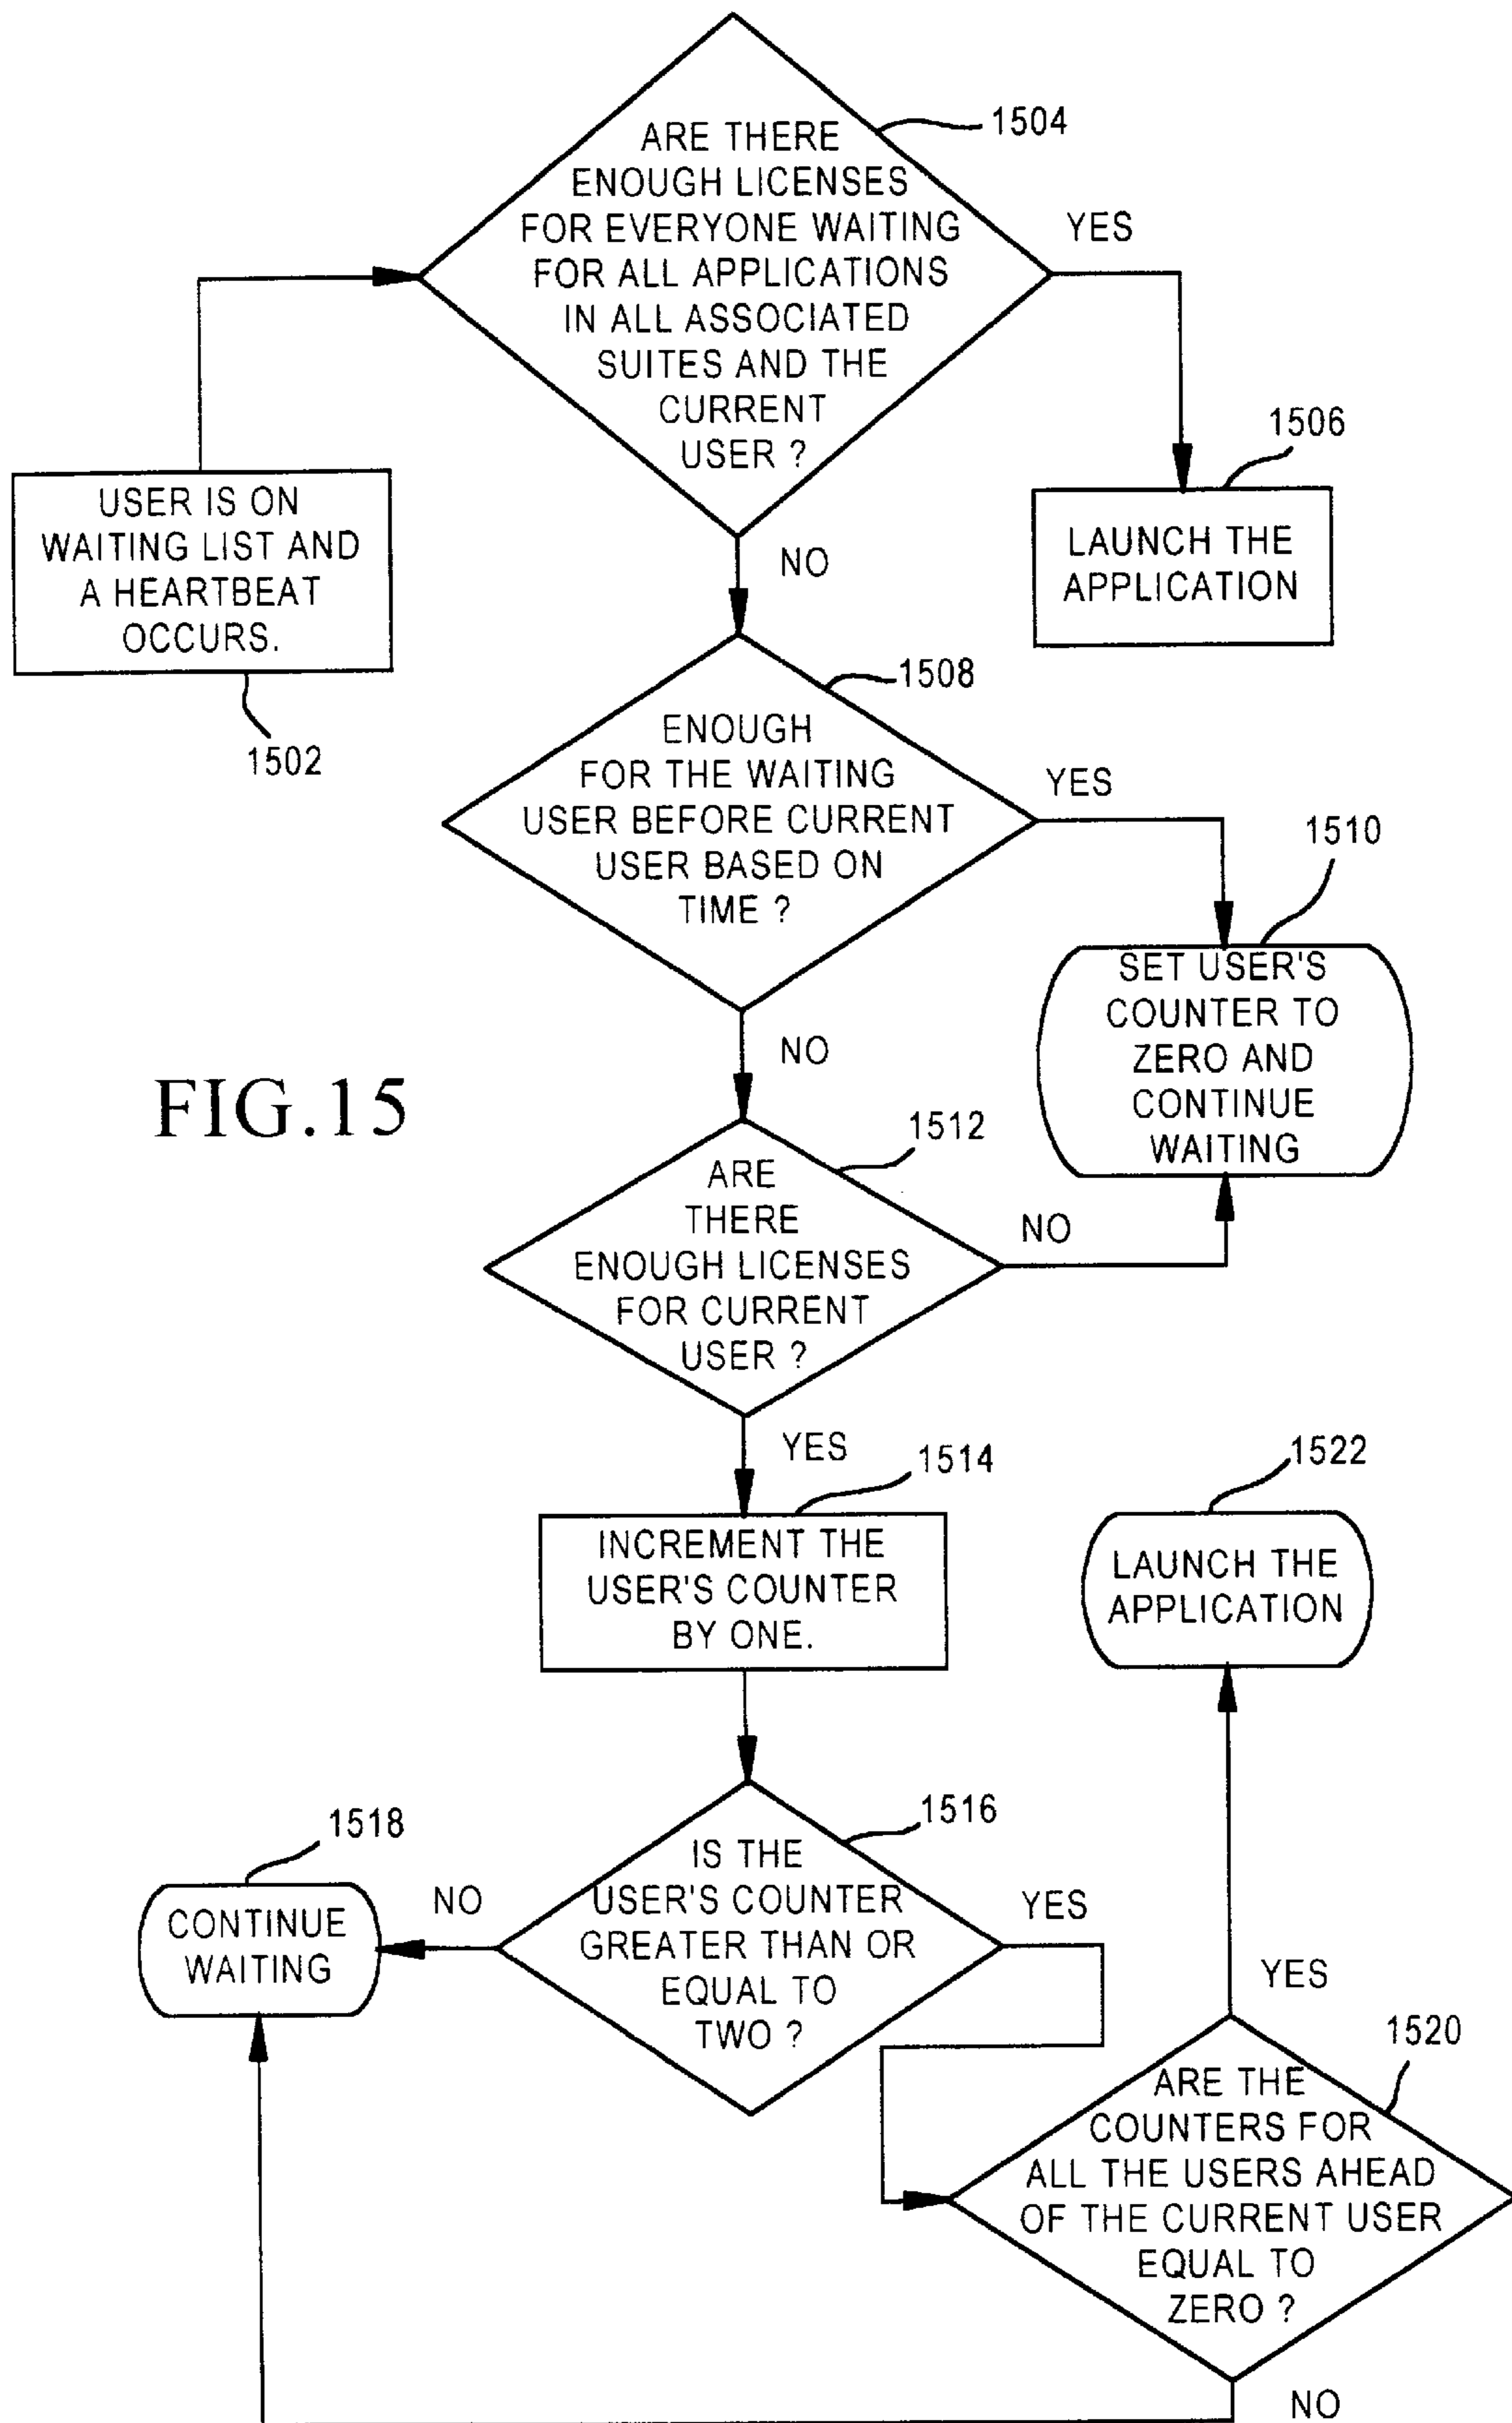 ARE THERE
ENOUGH LICENSES
FOR EVERYONE WAITING
FOR ALL APPLICATIONS
IN ALL ASSOCIATED
SUITES AND THE
CURRENT
USER ?
1504
YES
1506
LAUNCH THE
APPLICATION
USER IS ON
WAITING LIST AND
A HEARTBEAT
OCCURS.
1502
NO
1508
ENOUGH
FOR THE WAITING
USER BEFORE CURRENT
USER BASED ON
TIME ?
YES
1510
SET USER'S
COUNTER TO
ZERO AND
CONTINUE
WAITING
NO
FIG.15
1512
ARE
THERE
ENOUGH LICENSES
FOR CURRENT
USER ?
NO
YES
1514
INCREMENT THE
USER'S COUNTER
BY ONE.
1522
LAUNCH THE
APPLICATION
1516
IS THE
USER'S COUNTER
GREATER THAN OR
EQUAL TO
TWO ?
NO
1518
CONTINUE
WAITING
YES
YES
1520
ARE THE
COUNTERS FOR
ALL THE USERS AHEAD
OF THE CURRENT USER
EQUAL TO
ZERO ?
NO